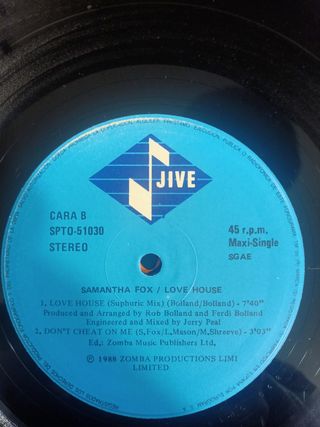 JIVE
CARA B
SPTO-51030
STEREO
45 r.p.m.
Maxi-Single
SGAE
SAMANTHA FOX / LOVE HOUSE
1. LOVE HOUSE (Suphuric Mix) (Bolland/Bolland) - 7'40"
Produced and Arranged by Rob Bolland and Ferdi Bolland
Engineered and Mixed by Jerry Peal
2. DON'T CHEAT ON ME (S,Fox/L,Mason/M,Shreeve) - 3'03"
Ed,: Zomba Music Publishers Ltd
Ⓟ 1988 ZOMBA PRODUCTIONS LIMI
LIMITED